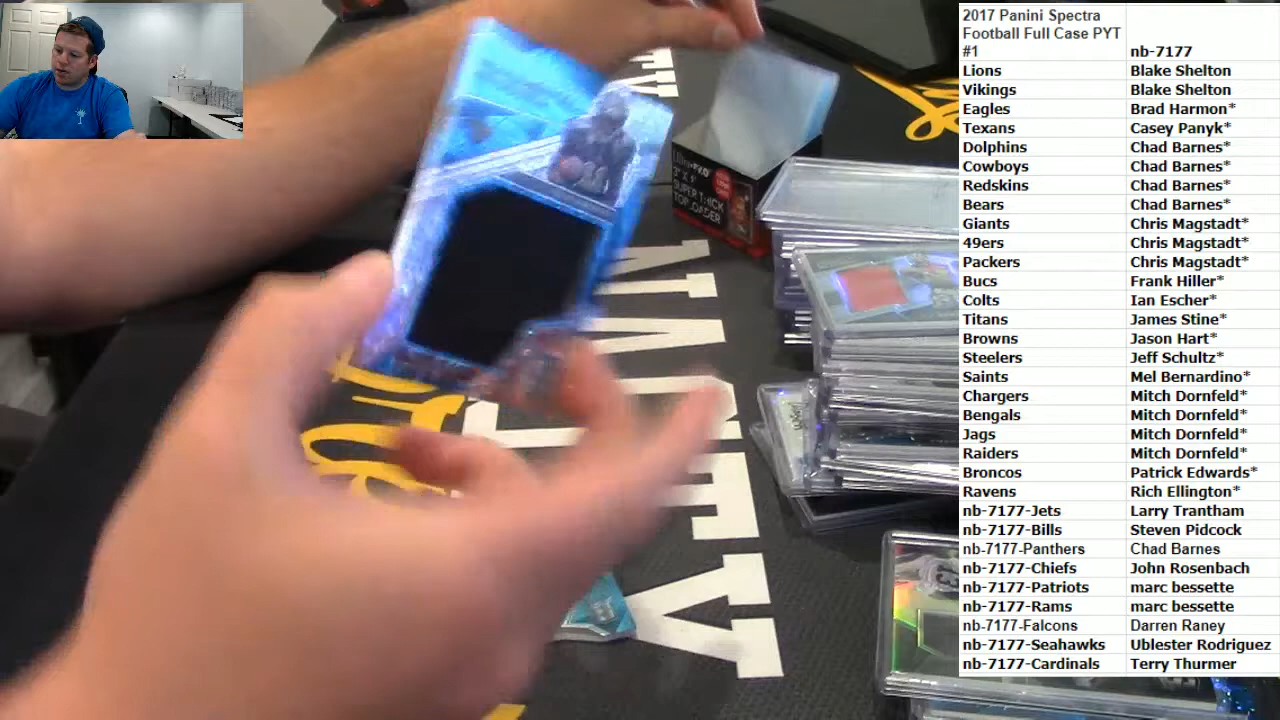 2017 Panini Spectra
Football Full Case PYT
#1 nb-7177
Lions Blake Shelton
Vikings Blake Shelton
Eagles Brad Harmon*
Texans Casey Panyk*
Dolphins Chad Barnes*
Cowboys Chad Barnes*
Redskins Chad Barnes*
Bears Chad Barnes*
Giants Chris Magstadt*
49ers Chris Magstadt*
Packers Chris Magstadt*
Bucs Frank Hiller*
Colts Ian Escher*
Titans James Stine*
Browns Jason Hart*
Steelers Jeff Schultz*
Saints Mel Bernardino*
Chargers Mitch Dornfeld*
Bengals Mitch Dornfeld*
Jags Mitch Dornfeld*
Raiders Mitch Dornfeld*
Broncos Patrick Edwards*
Ravens Rich Ellington*
nb-7177-Jets Larry Trantham
nb-7177-Bills Steven Pidcock
nb-7177-Panthers Chad Barnes
nb-7177-Chiefs John Rosenbach
nb-7177-Patriots marc bessette
nb-7177-Rams marc bessette
nb-7177-Falcons Darren Raney
nb-7177-Seahawks Ublester Rodriguez
nb-7177-Cardinals Terry Thurmer
3" X 4"
SUPER THICK
TOPLOADER